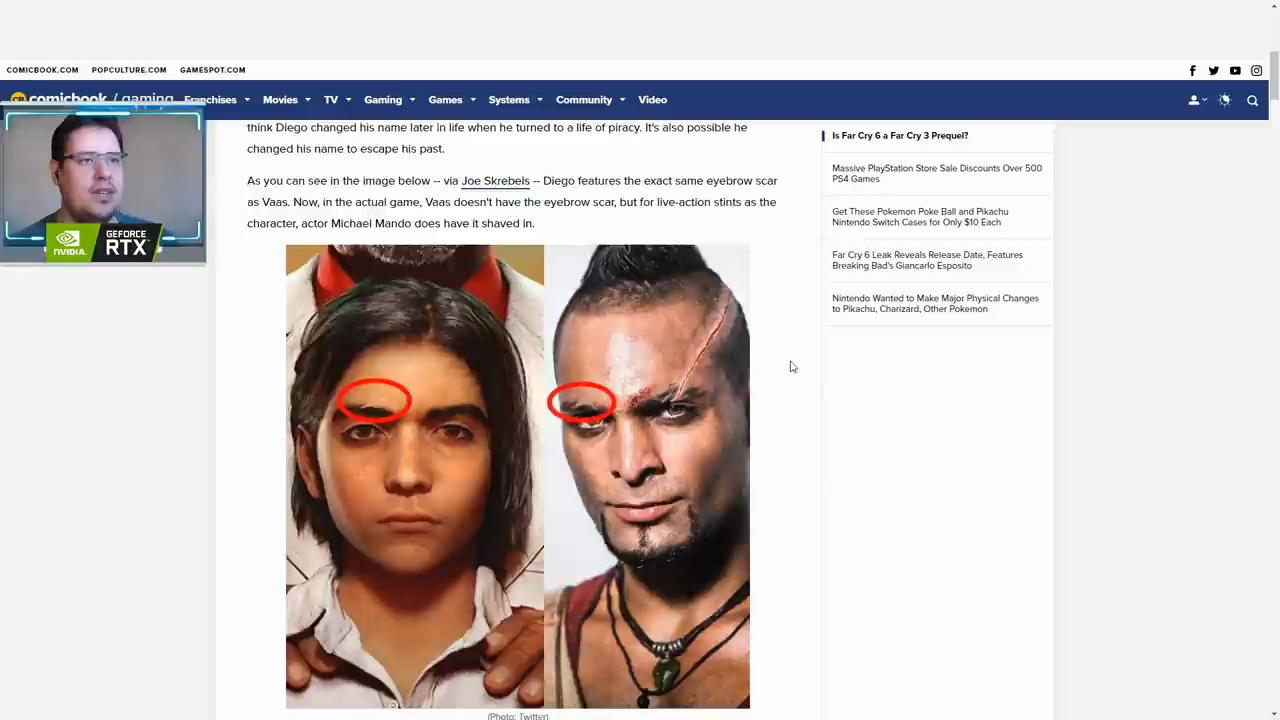 COMICBOOK.COM POPCULTURE.COM GAMESPOT.COM
CB comicbook / gaming Franchises Movies TV Gaming Games Systems Community Video
think Diego changed his name later in life when he turned to a life of piracy. It's also possible he
changed his name to escape his past.
As you can see in the image below -- via Joe Skrebels -- Diego features the exact same eyebrow scar
as Vaas. Now, in the actual game, Vaas doesn't have the eyebrow scar, but for live-action stints as the
character, actor Michael Mando does have it shaved in.
(Photo: Twitter)
Is Far Cry 6 a Far Cry 3 Prequel?
Massive PlayStation Store Sale Discounts Over 500
PS4 Games
Get These Pokemon Poke Ball and Pikachu
Nintendo Switch Cases for Only $10 Each
Far Cry 6 Leak Reveals Release Date, Features
Breaking Bad's Giancarlo Esposito
Nintendo Wanted to Make Major Physical Changes
to Pikachu, Charizard, Other Pokemon
NVIDIA.
GEFORCE
RTX